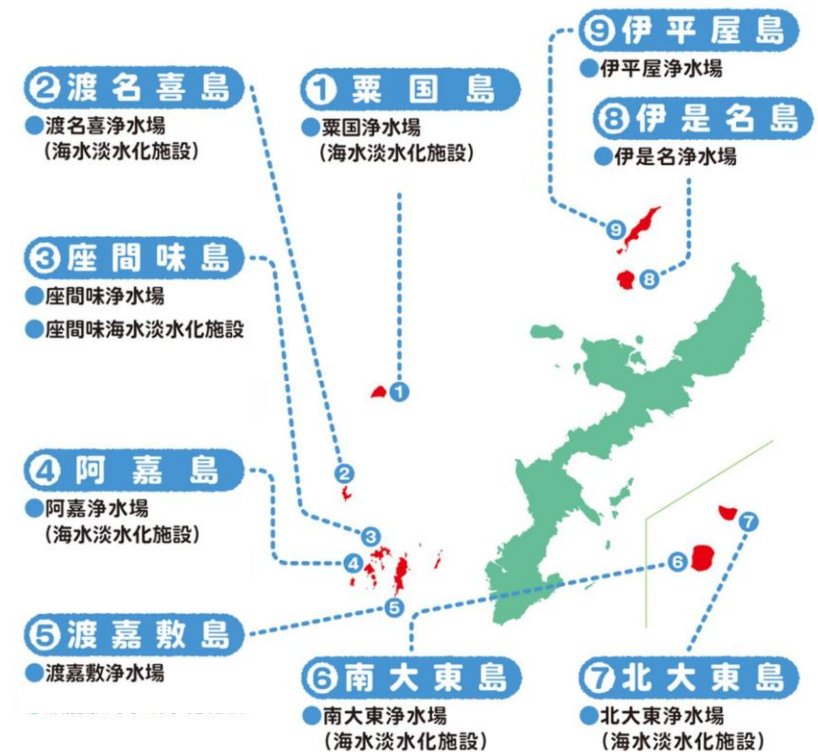 ①粟国島
●粟国浄水場
(海水淡水化施設)
②渡名喜島
●渡名喜浄水場
(海水淡水化施設)
③座間味島
●座間味浄水場
●座間味海水淡水化施設
④阿嘉島
●阿嘉浄水場
(海水淡水化施設)
⑤渡嘉敷島
●渡嘉敷浄水場
⑥南大東島
●南大東浄水場
(海水淡水化施設)
⑦北大東島
●北大東浄水場
(海水淡水化施設)
⑧伊是名島
●伊是名浄水場
⑨伊平屋島
●伊平屋浄水場
9
8
1
2
3
4
5
6
7